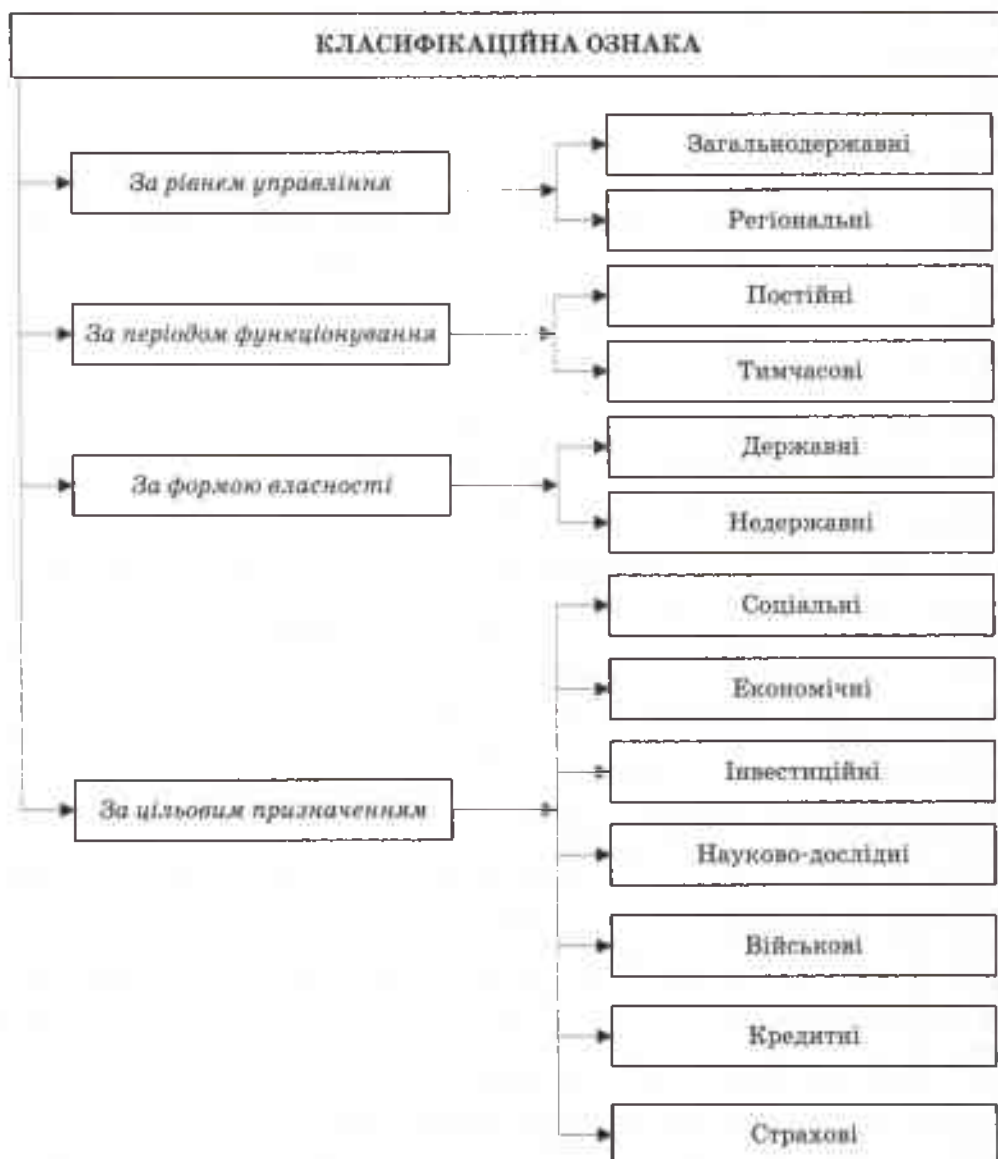 КЛАСИФІКАЦІЙНА ОЗНАКА
За рівнем управління
Загальнодержавні
Регіональні
За періодом функціонування
Постійні
Тимчасові
За формою власності
Державні
Недержавні
За цільовим призначенням
Соціальні
Економічні
Інвестиційні
Науково-дослідні
Військові
Кредитні
Страхові